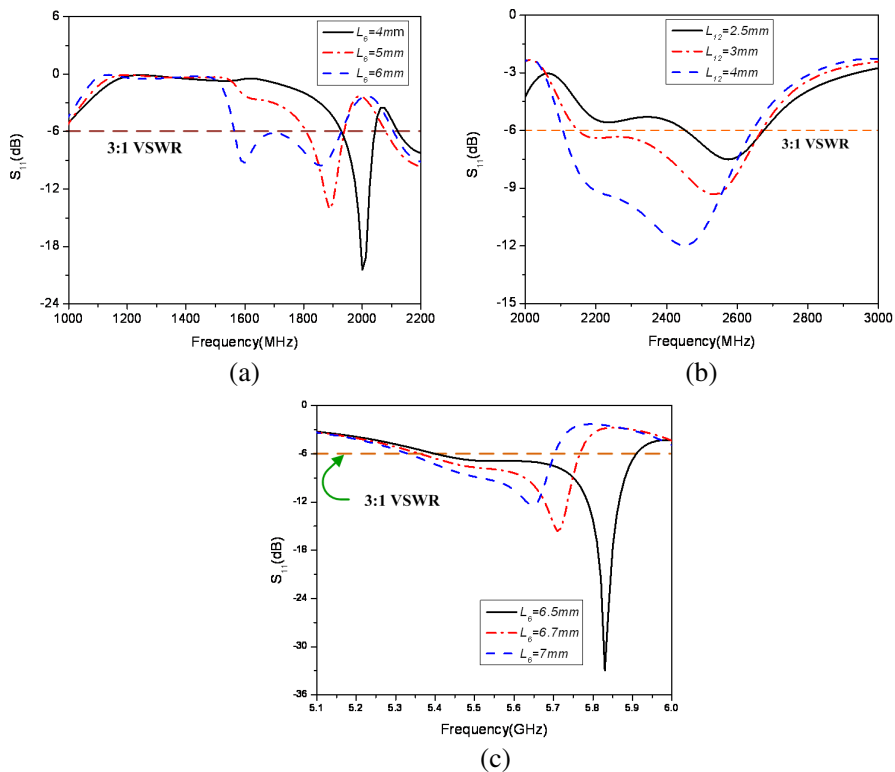 6
0
-6
-12
-18
-24
S11(dB)
L6=4mm
L6=5mm
L6=6mm
3:1 VSWR
1000 1200 1400 1600 1800 2000 2200
Frequency(MHz)
(a)
0
-3
-6
-9
-12
-15
S11(dB)
L12=2.5mm
L12=3mm
L12=4mm
3:1 VSWR
2000 2200 2400 2600 2800 3000
Frequency(MHz)
(b)
0
-6
-12
-18
-24
-30
-36
S11(dB)
3:1 VSWR
L6=6.5mm
L6=6.7mm
L6=7mm
5.1 5.2 5.3 5.4 5.5 5.6 5.7 5.8 5.9 6.0
Frequency(GHz)
(c)